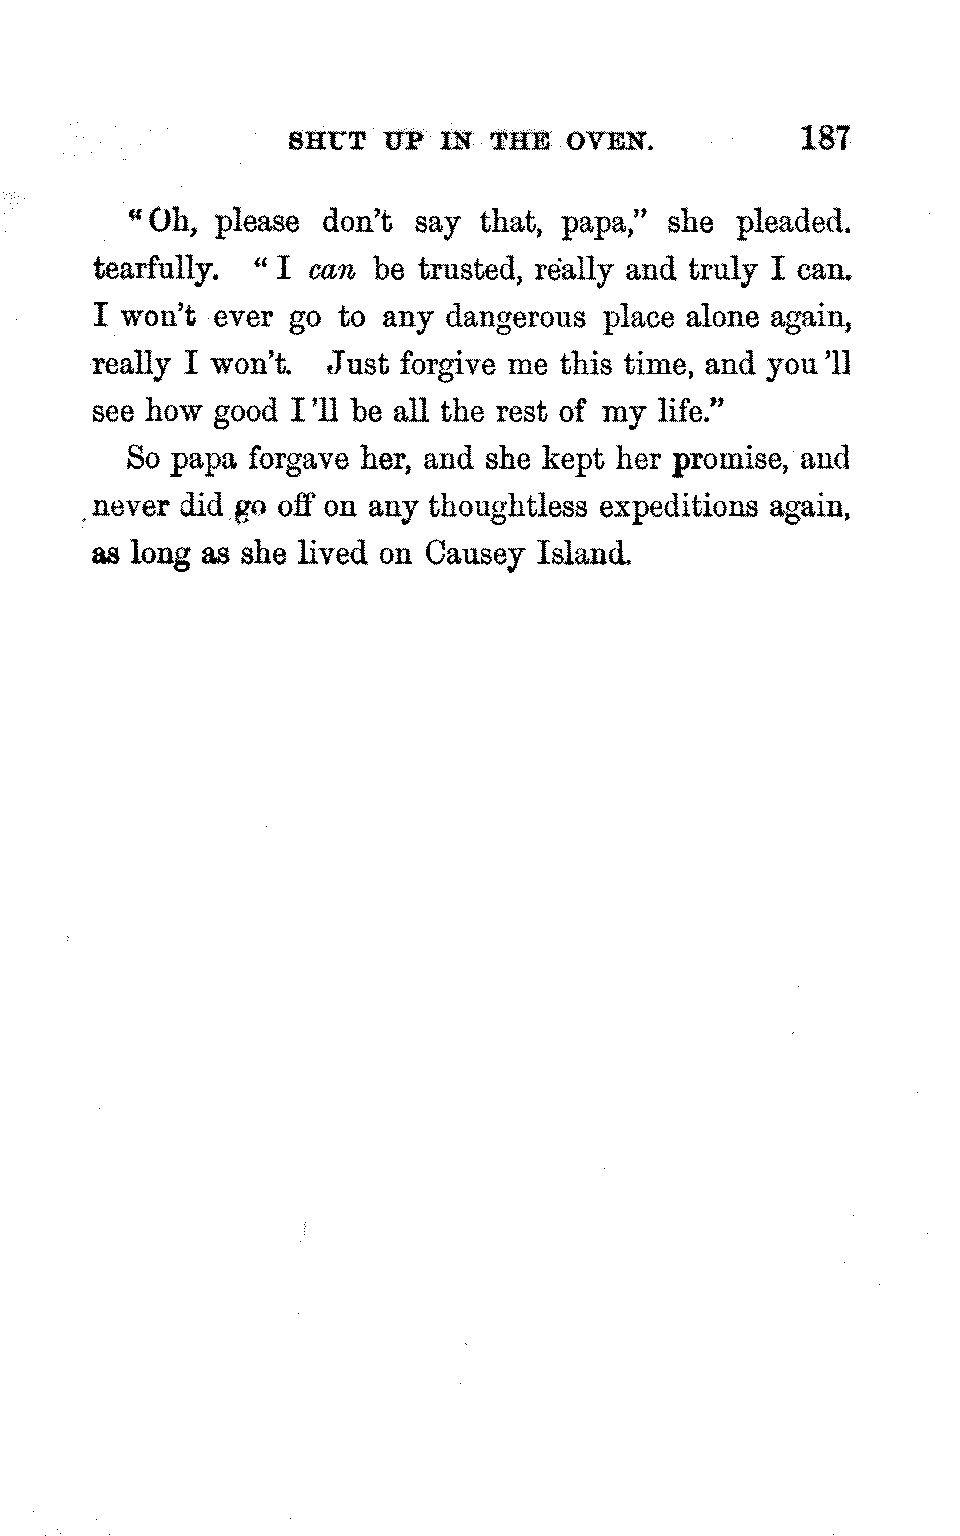 SHUT UP IN THE OVEN. 187
"Oh, please don't say that, papa," she pleaded.
tearfully. "I can be trusted, really and truly I can.
I won't ever go to any dangerous place alone again,
really I won't. Just forgive me this time, and you'll
see how good I'll be all the rest of my life."
So papa forgave her, and she kept her promise, and
never did go off on any thoughtless expeditions again,
as long as she lived on Causey Island.